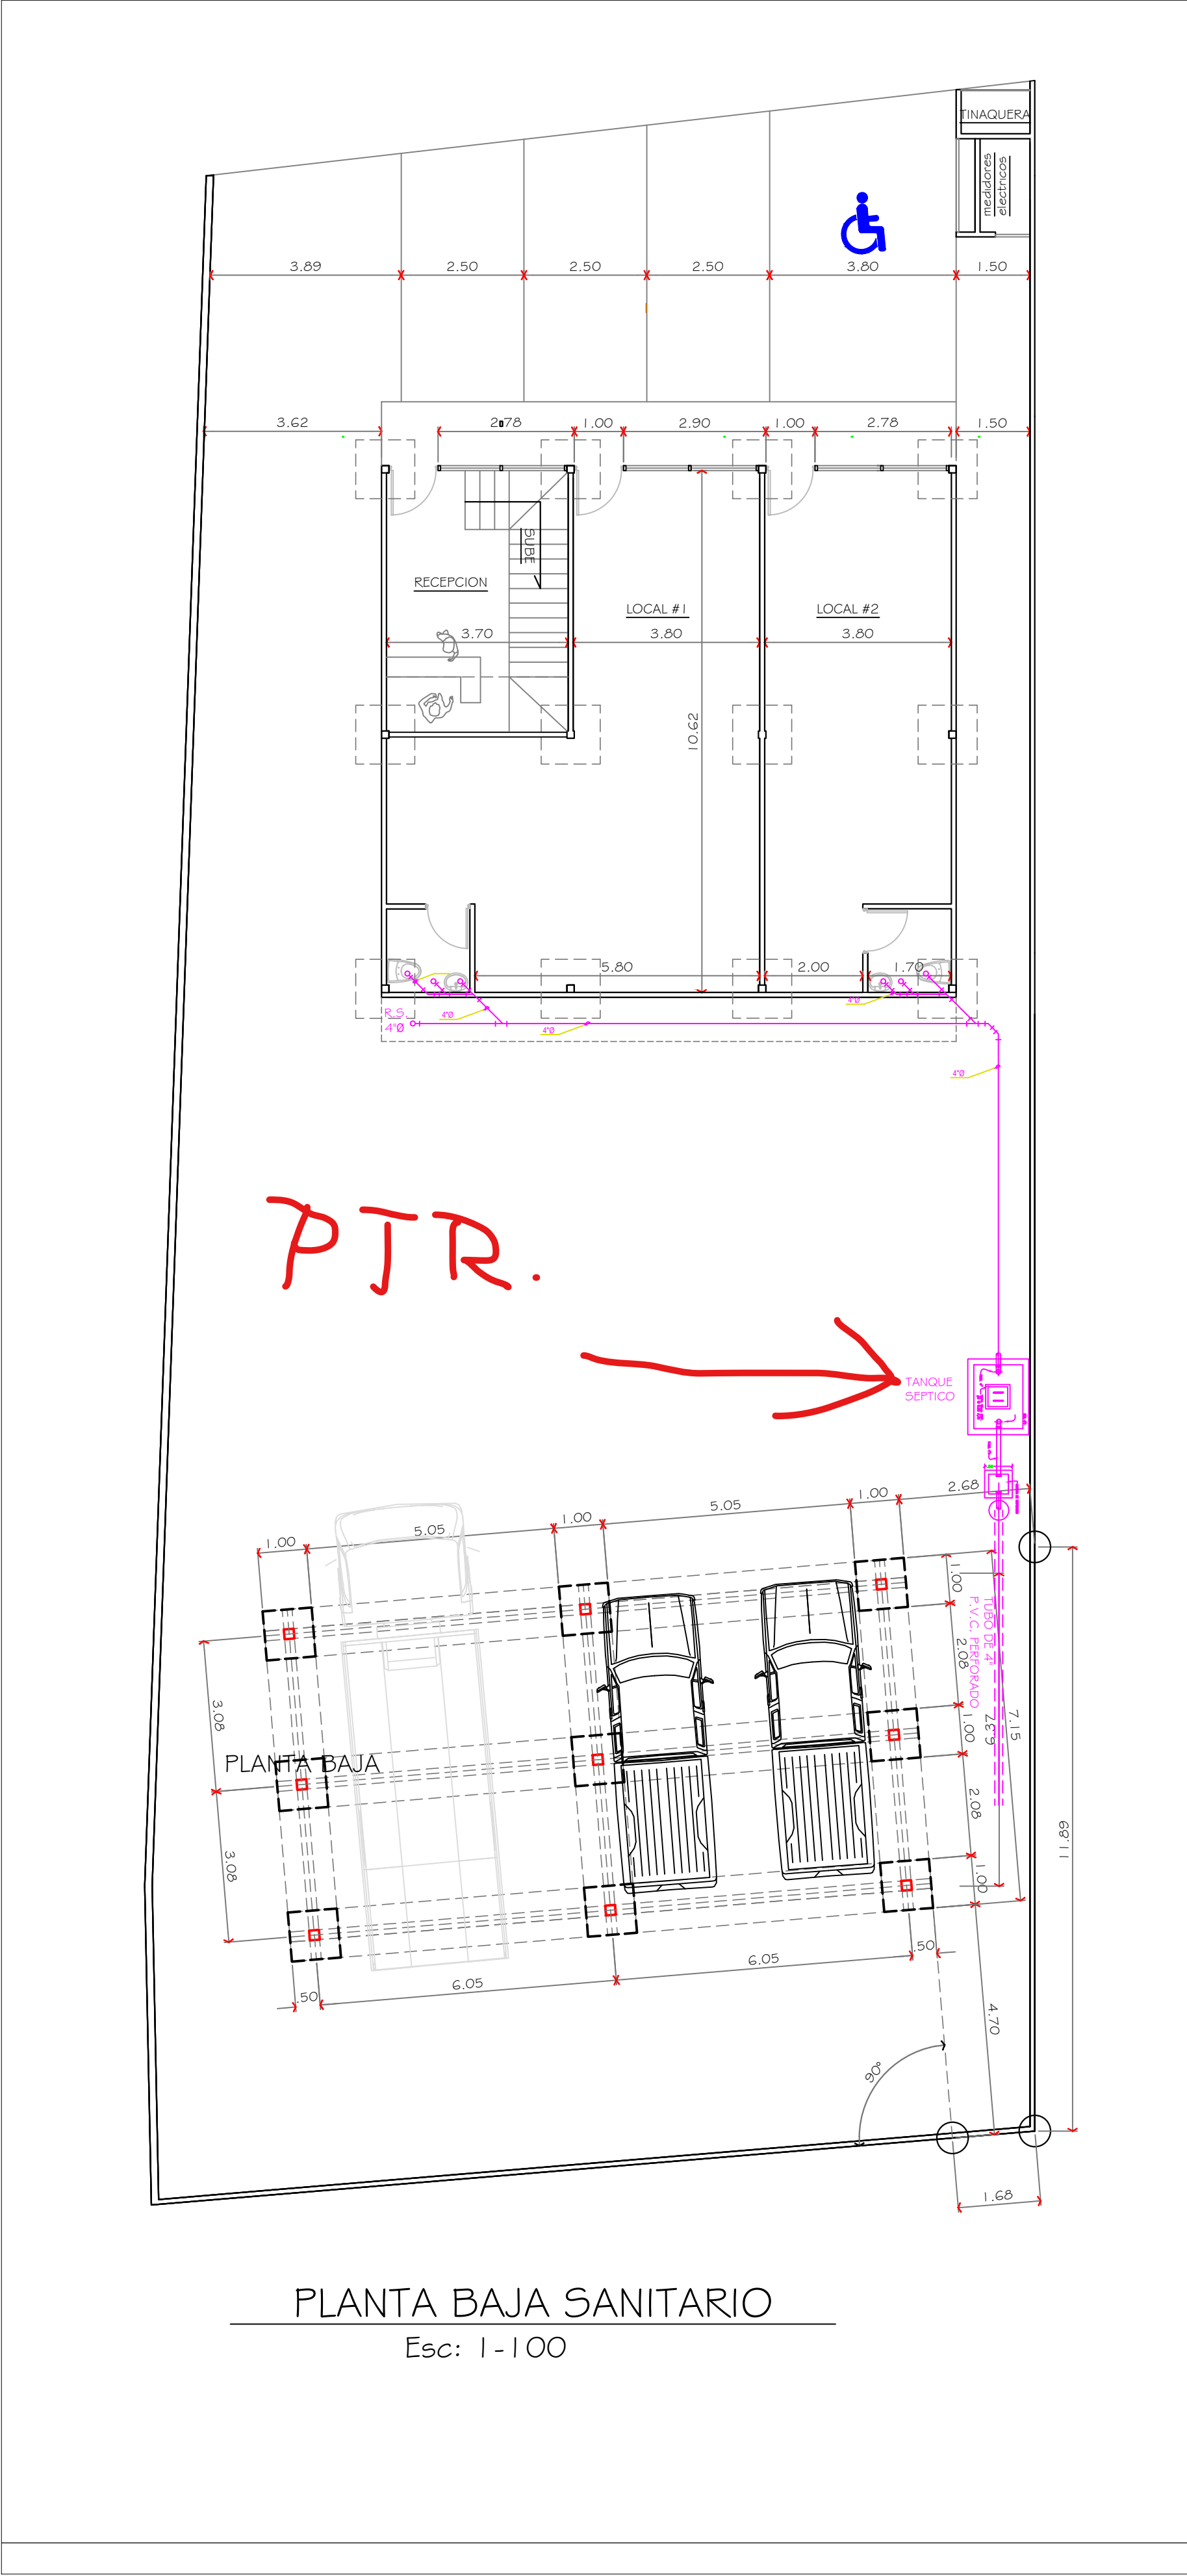 TINAQUERA
medidores
electricos
3.89
2.50
2.50
2.50
3.80
1.50
3.62
2.78
1.00
2.90
1.00
2.78
1.50
SUBE
RECEPCION
LOCAL #1
LOCAL #2
3.70
3.80
3.80
10.62
5.80
2.00
1.70
R.S.
4"Ø
4"Ø
4"Ø
4"Ø
4"Ø
PTR.
TANQUE
SEPTICO
1.00
5.05
1.00
5.05
1.00
2.68
1.00
2.08
TUBO DE 4"
P.V.C. PERFORADO
3.08
1.00
6.37
7.15
PLANTA BAJA
2.08
11.89
3.08
1.00
.50
6.05
6.05
.50
4.70
90°
1.68
PLANTA BAJA SANITARIO
Esc: 1-100